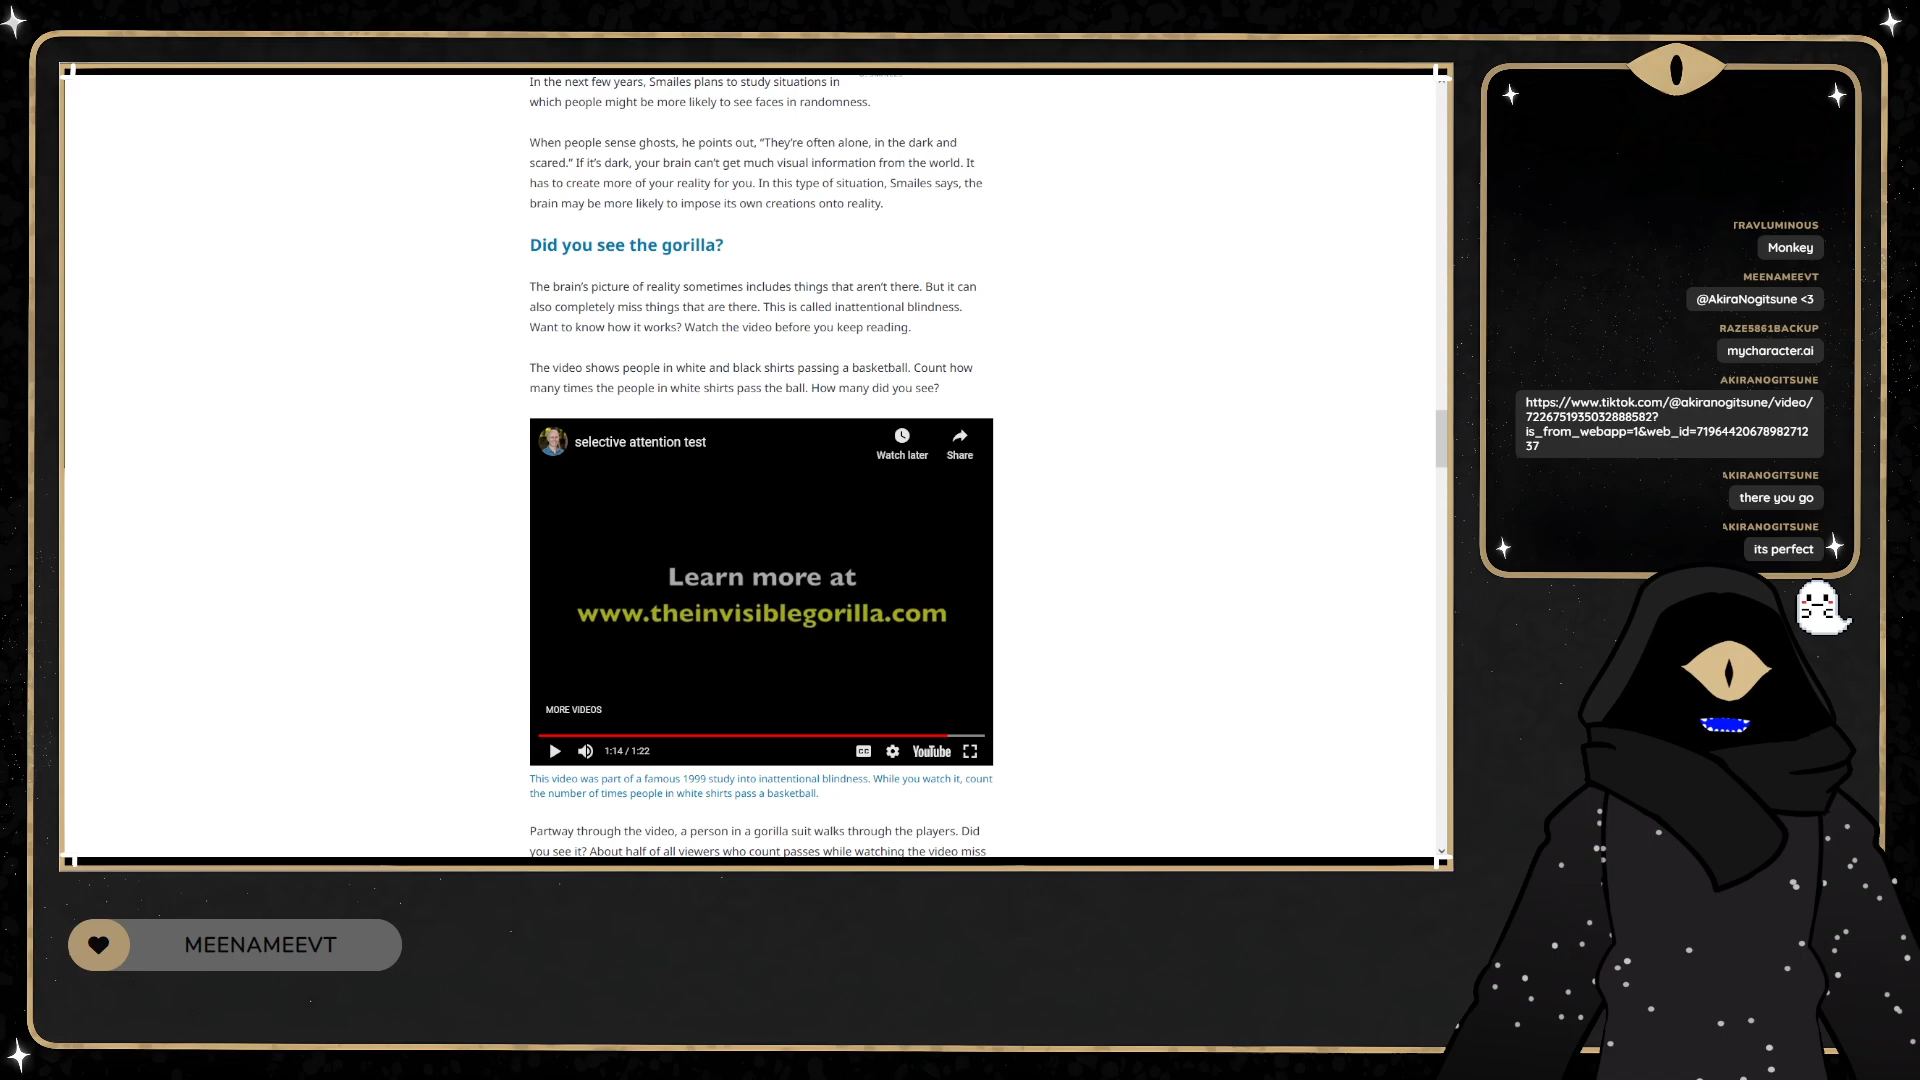 In the next few years, Smailes plans to study situations in
which people might be more likely to see faces in randomness.
When people sense ghosts, he points out, “They’re often alone, in the dark and
scared.” If it’s dark, your brain can’t get much visual information from the world. It
has to create more of your reality for you. In this type of situation, Smailes says, the
brain may be more likely to impose its own creations onto reality.
Did you see the gorilla?
The brain’s picture of reality sometimes includes things that aren’t there. But it can
also completely miss things that are there. This is called inattentional blindness.
Want to know how it works? Watch the video before you keep reading.
The video shows people in white and black shirts passing a basketball. Count how
many times the people in white shirts pass the ball. How many did you see?
selective attention test
Watch later
Share
Learn more at
www.theinvisiblegorilla.com
MORE VIDEOS
1:14 / 1:22
CC
YouTube
This video was part of a famous 1999 study into inattentional blindness. While you watch it, count
the number of times people in white shirts pass a basketball.
Partway through the video, a person in a gorilla suit walks through the players. Did
you see it? About half of all viewers who count passes while watching the video miss
TRAVLUMINOUS
Monkey
MEENAMEEVT
@AkiraNogitsune <3
RAZE5861BACKUP
mycharacter.ai
AKIRANOGITSUNE
https://www.tiktok.com/@akiranogitsune/video/
7226751935032888582?
is_from_webapp=1&web_id=71964420678982712
37
AKIRANOGITSUNE
there you go
AKIRANOGITSUNE
its perfect
MEENAMEEVT